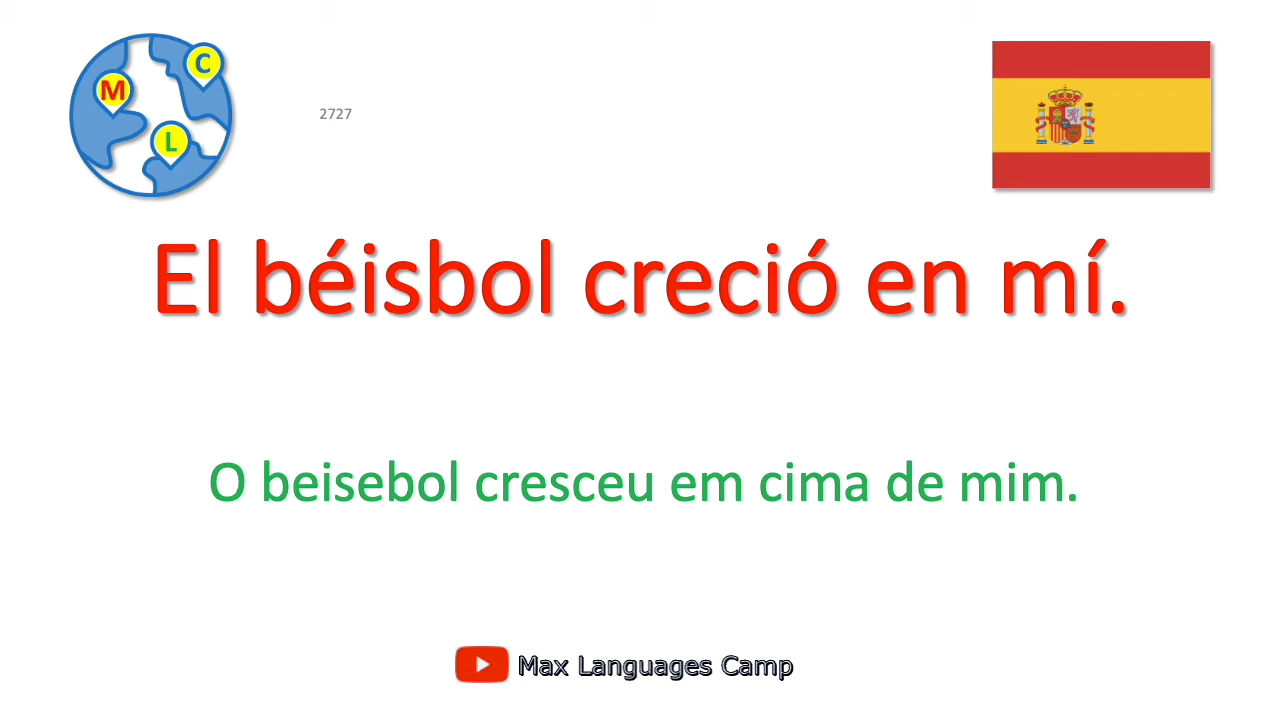 C
M
L
2727
El béisbol creció en mí.
O beisebol cresceu em cima de mim.
Max Languages Camp